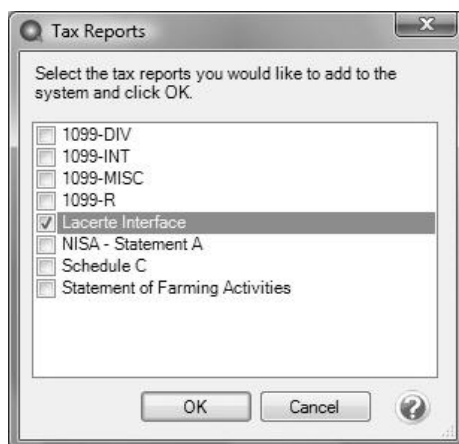 Tax Reports
Select the tax reports you would like to add to the
system and click OK.
1099-DIV
1099-INT
1099-MISC
1099-R
Lacerte Interface
NISA - Statement A
Schedule C
Statement of Farming Activities
OK Cancel ?